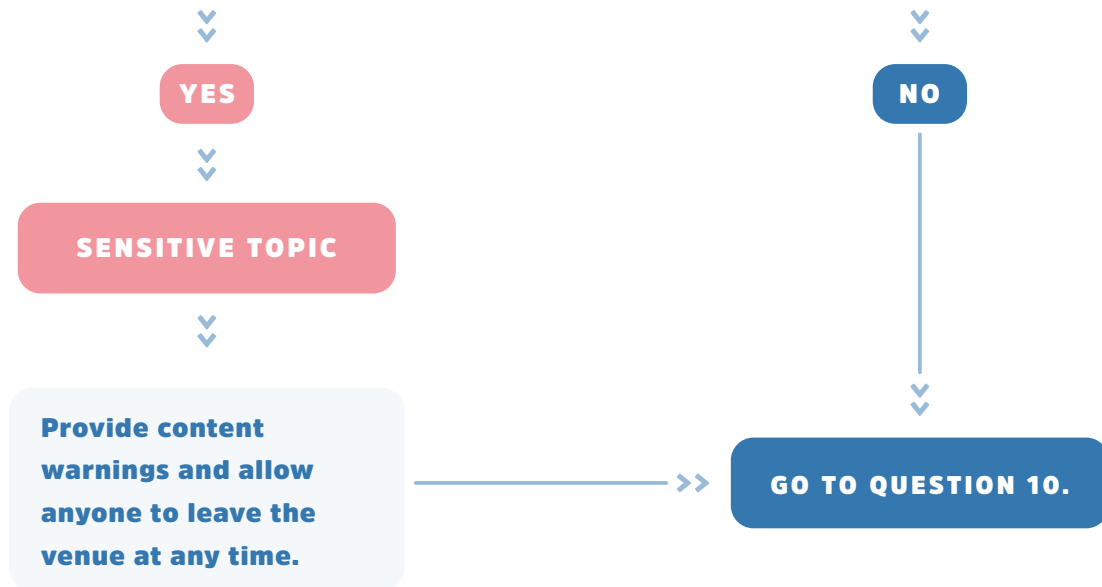 YES
NO
SENSITIVE TOPIC
Provide content
warnings and allow
anyone to leave the
venue at any time.
GO TO QUESTION 10.